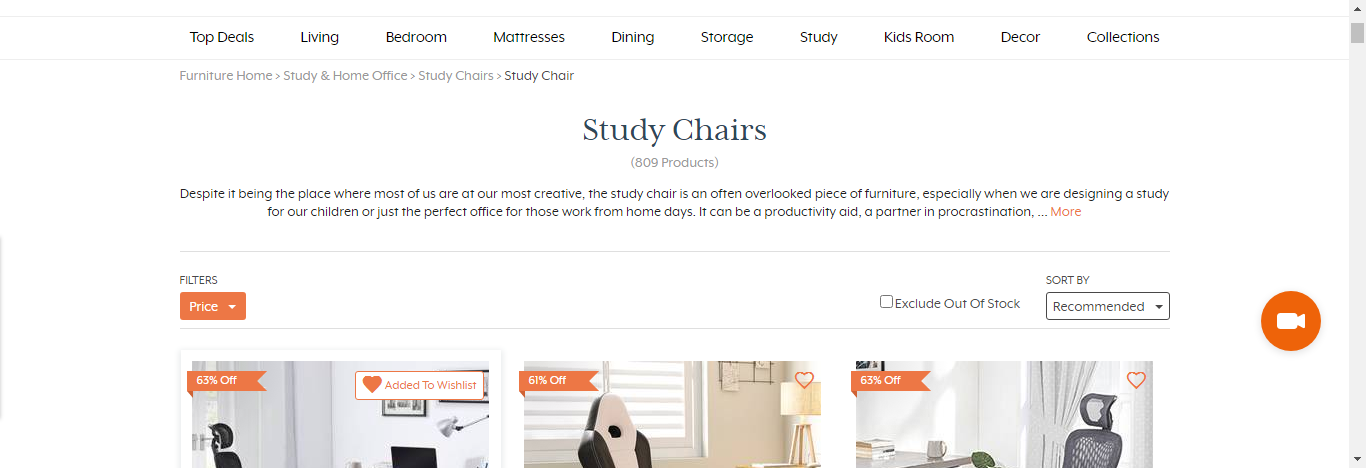 Top Deals Living Bedroom Mattresses Dining Storage Study Kids Room Decor Collections
Furniture Home > Study & Home Office > Study Chairs > Study Chair
Study Chairs
(809 Products)
Despite it being the place where most of us are at our most creative, the study chair is an often overlooked piece of furniture, especially when we are designing a study
for our children or just the perfect office for those work from home days. It can be a productivity aid, a partner in procrastination, ... More
FILTERS
Price
Exclude Out Of Stock
SORT BY
Recommended
63% Off
Added To Wishlist
61% Off
63% Off